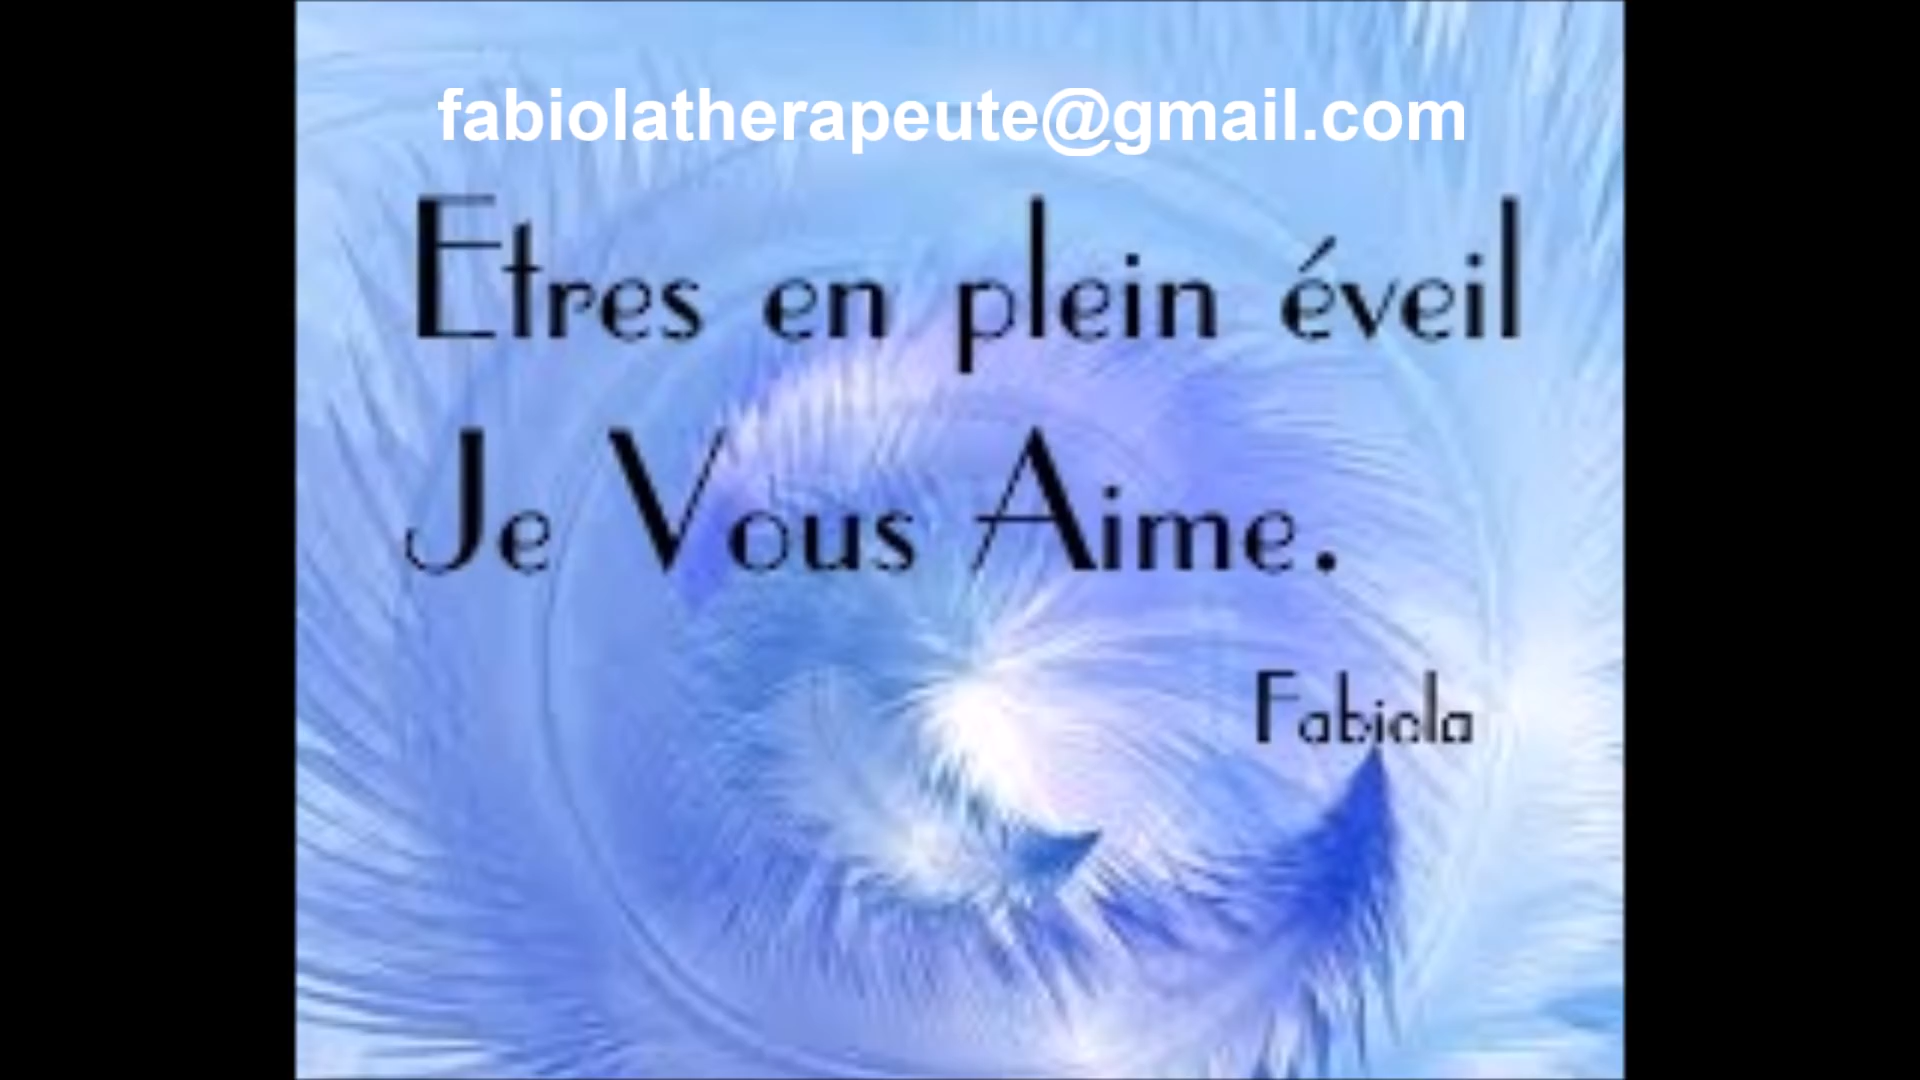 fabiolatherapeute@gmail.com
Etres en plein éveil
Je Vous Aime.
Fabiola